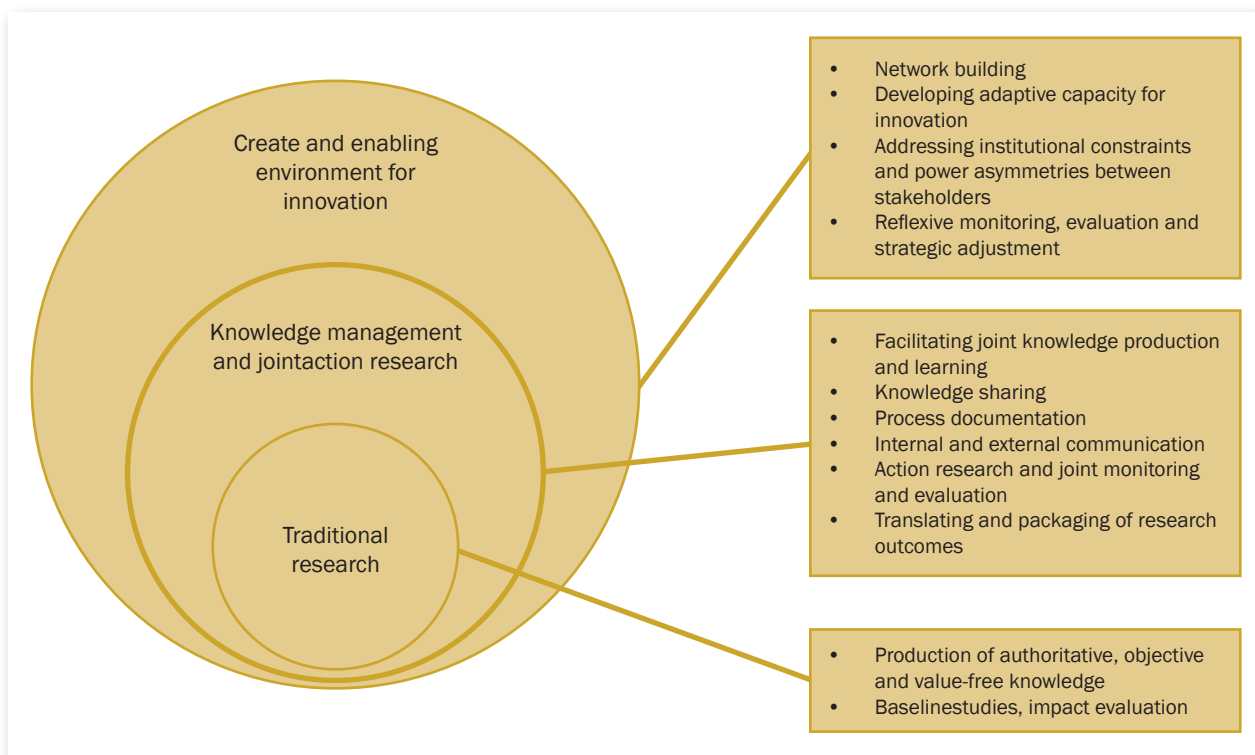 Create and enabling
environment for
innovation
Knowledge management
and jointaction research
Traditional
research
• Network building
• Developing adaptive capacity for
innovation
• Addressing institutional constraints
and power asymmetries between
stakeholders
• Reflexive monitoring, evaluation and
strategic adjustment
• Facilitating joint knowledge production
and learning
• Knowledge sharing
• Process documentation
• Internal and external communication
• Action research and joint monitoring
and evaluation
• Translating and packaging of research
outcomes
• Production of authoritative, objective
and value-free knowledge
• Baselinestudies, impact evaluation